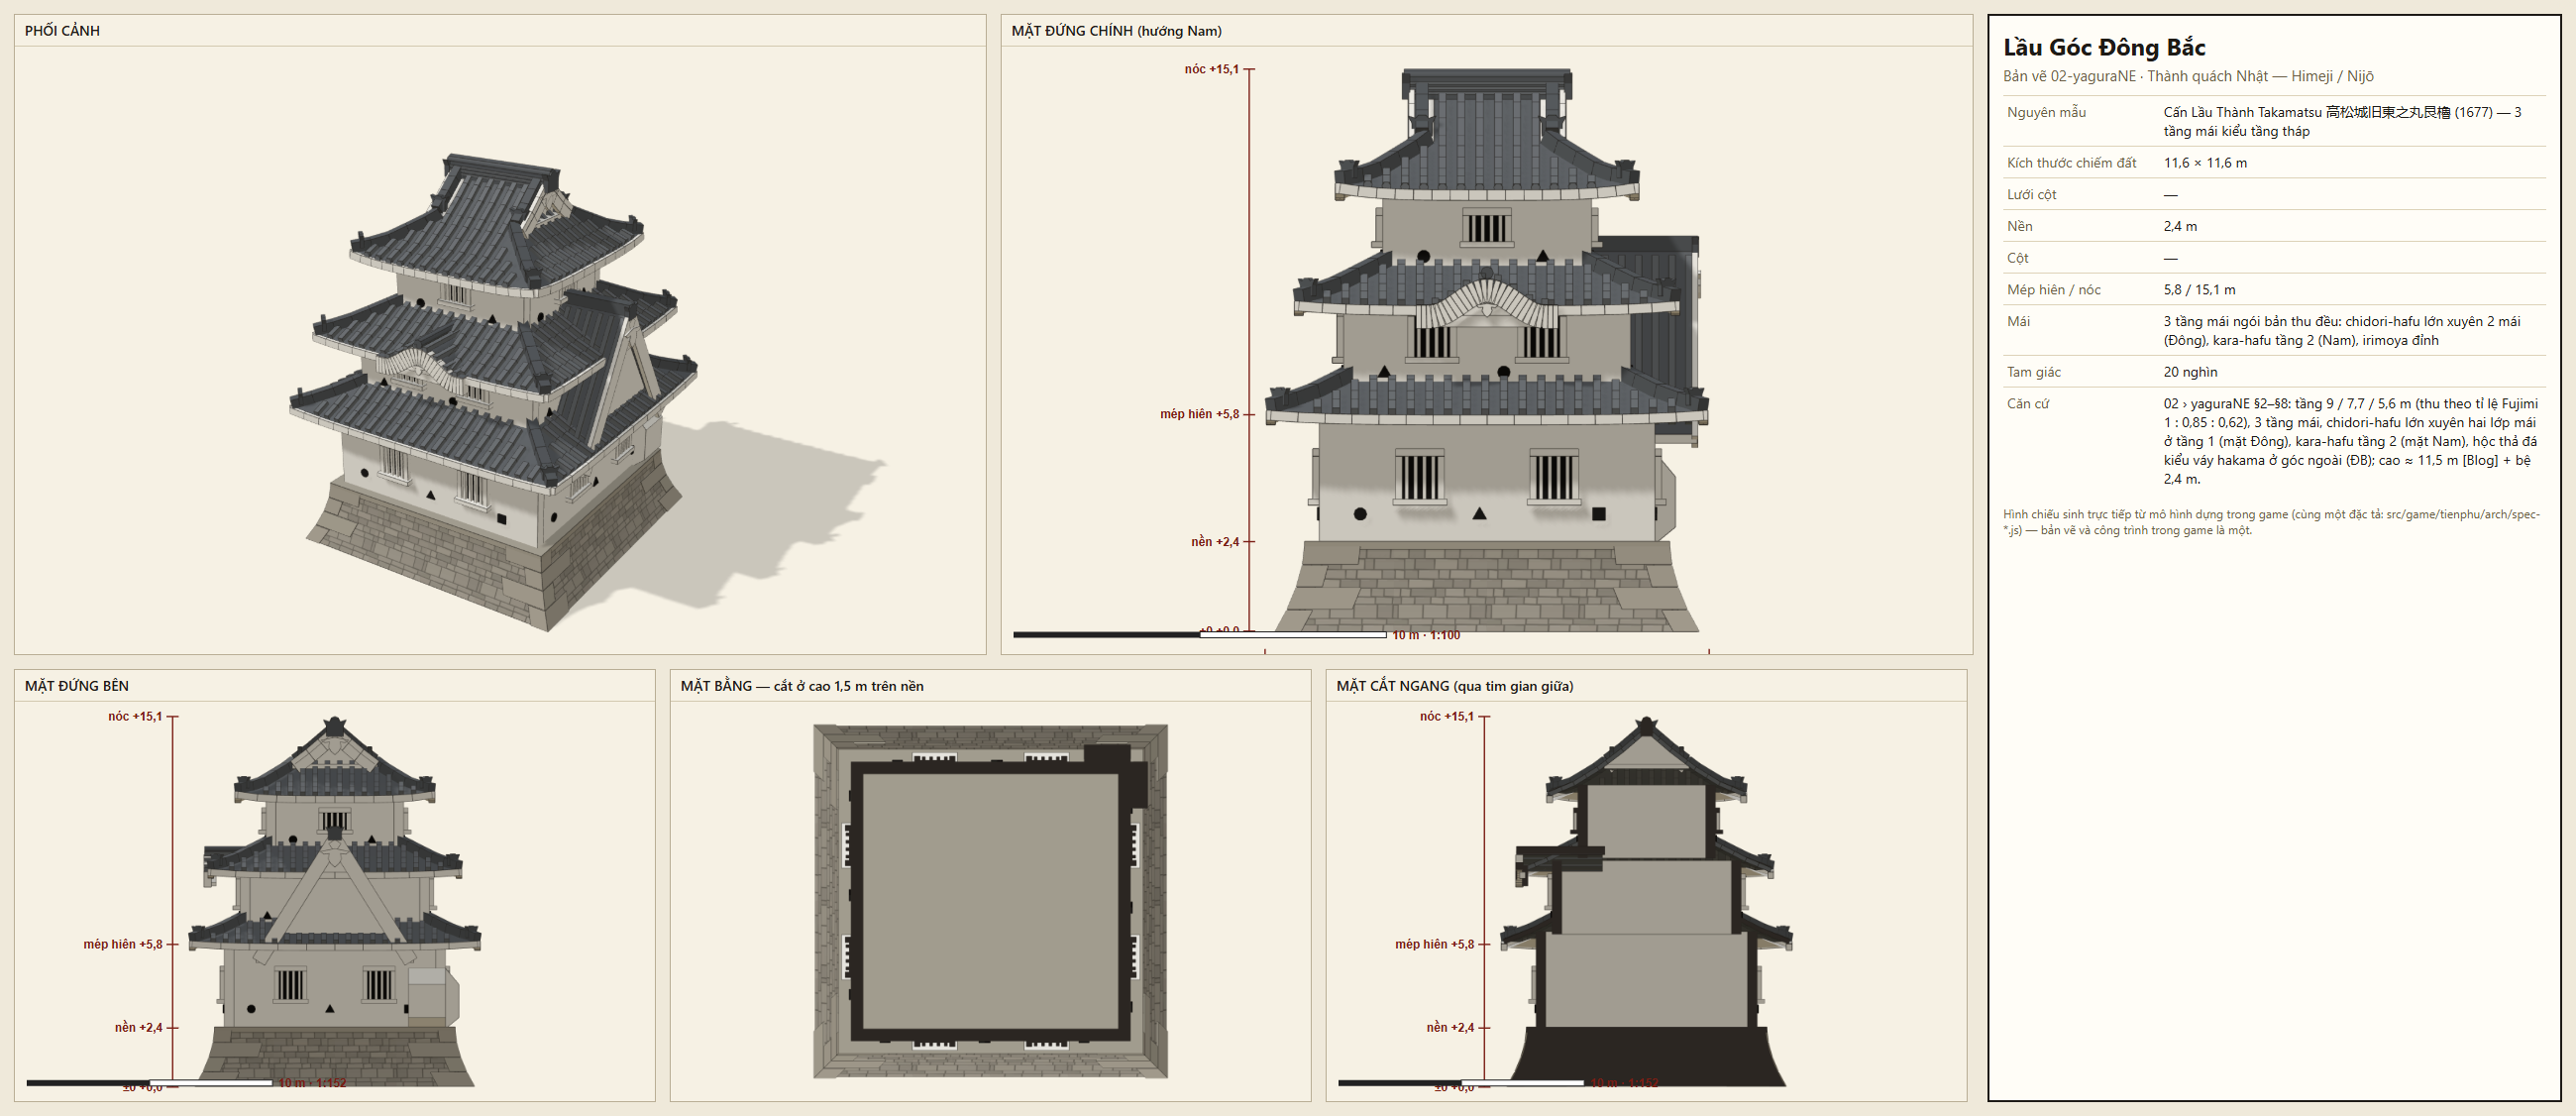 PHỐI CẢNH
MẶT ĐỨNG CHÍNH (hướng Nam)
nóc +15,1
mép hiên +5,8
nền +2,4
±0 +0,0
10 m · 1:100
MẶT ĐỨNG BÊN
nóc +15,1
mép hiên +5,8
nền +2,4
±0 +0,0
10 m · 1:152
MẶT BẰNG — cắt ở cao 1,5 m trên nền
MẶT CẮT NGANG (qua tim gian giữa)
nóc +15,1
mép hiên +5,8
nền +2,4
±0 +0,0
10 m · 1:152
Lầu Góc Đông Bắc
Bản vẽ 02-yaguraNE · Thành quách Nhật — Himeji / Nijō
Nguyên mẫu
Cấn Lầu Thành Takamatsu 高松城旧東之丸艮櫓 (1677) — 3
tầng mái kiểu tầng tháp
Kích thước chiếm đất
11,6 × 11,6 m
Lưới cột
—
Nền
2,4 m
Cột
—
Mép hiên / nóc
5,8 / 15,1 m
Mái
3 tầng mái ngói bản thu đều: chidori-hafu lớn xuyên 2 mái
(Đông), kara-hafu tầng 2 (Nam), irimoya đỉnh
Tam giác
20 nghìn
Căn cứ
02 › yaguraNE §2–§8: tầng 9 / 7,7 / 5,6 m (thu theo tỉ lệ Fujimi
1 : 0,85 : 0,62), 3 tầng mái, chidori-hafu lớn xuyên hai lớp mái
ở tầng 1 (mặt Đông), kara-hafu tầng 2 (mặt Nam), hộc thả đá
kiểu váy hakama ở góc ngoài (ĐB); cao ≈ 11,5 m [Blog] + bệ
2,4 m.
Hình chiếu sinh trực tiếp từ mô hình dựng trong game (cùng một đặc tả: src/game/tienphu/arch/spec-
*.js) — bản vẽ và công trình trong game là một.